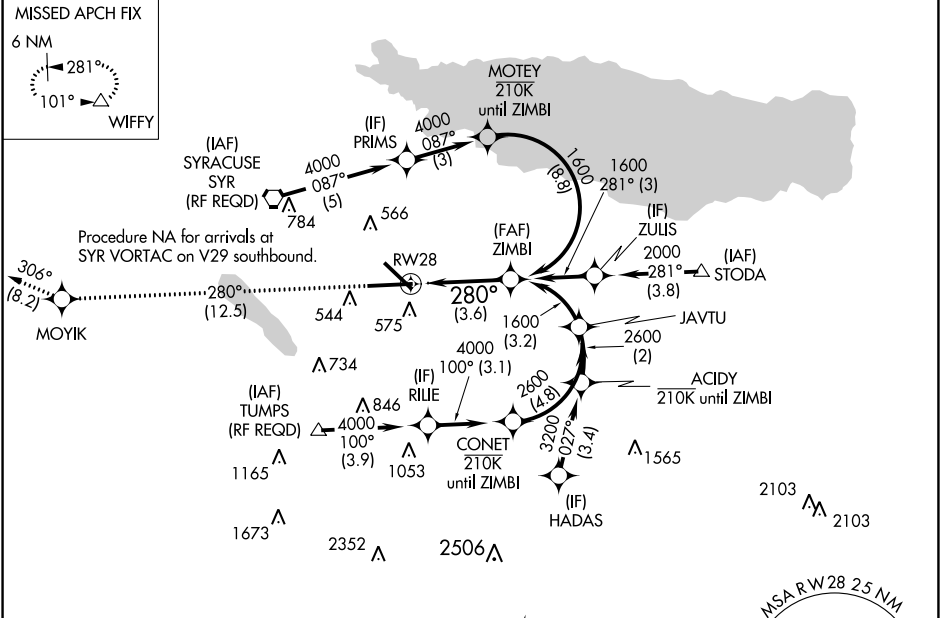 MISSED APCH FIX
6 NM
281°
101°
WIFFY
MOTEY
210K
until ZIMBI
(IF)
PRIMS
4000
087°
(3)
(IAF)
SYRACUSE
SYR
(RF REQD)
4000
087°
(5)
1600
(8.8)
1600
281° (3)
784
566
(IF)
ZULIS
(FAF)
ZIMBI
2000
281°
(3.8)
(IAF)
STODA
Procedure NA for arrivals at
SYR VORTAC on V29 southbound.
RW28
306°
(8.2)
MOYIK
280°
(12.5)
544
575
280°
(3.6)
1600
(3.2)
JAVTU
2600
(2)
734
4000
100° (3.1)
(IF)
RILIE
2600
(4.8)
ACIDY
210K until ZIMBI
(IAF)
TUMPS
(RF REQD)
846
4000
100°
(3.9)
CONET
210K
until ZIMBI
3200
027°
(3.4)
1053
1165
1565
(IF)
HADAS
1673
2352
2506
2103
2103
MSA RW28 25 NM